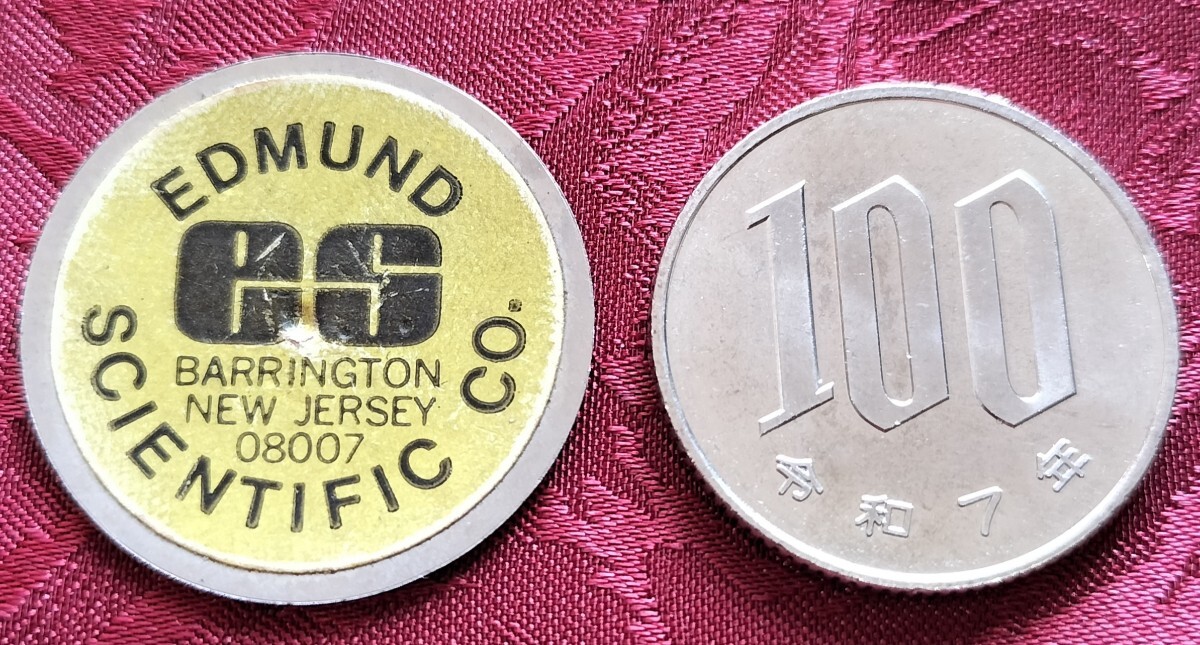 EDMUND
ES
BARRINGTON
NEW JERSEY
08007
SCIENTIFIC CO.
100
令和7年